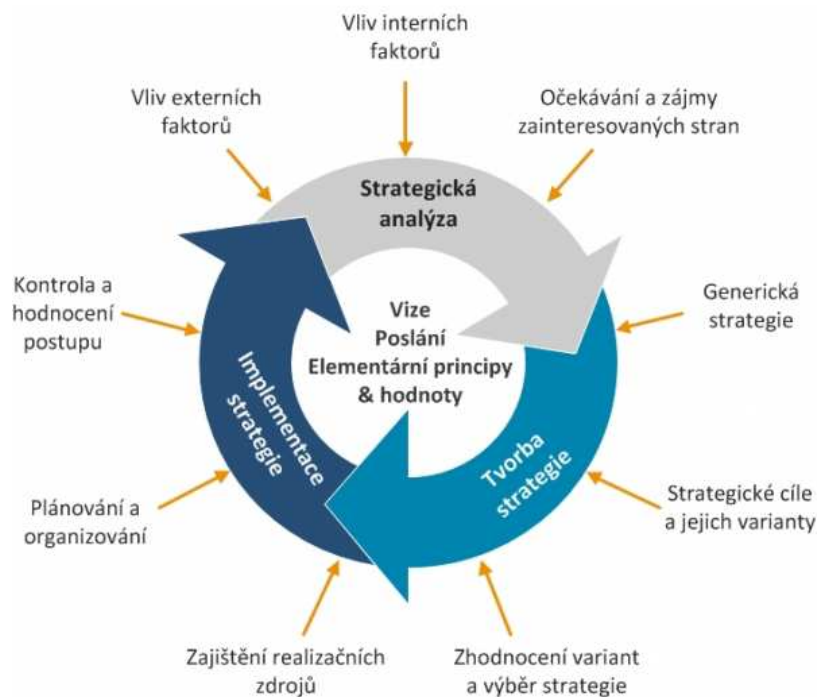 Vliv interních
faktorů
Vliv externích
faktorů
Očekávání a zájmy
zainteresovaných stran
Strategická
analýza
Kontrola a
hodnocení
postupu
Generická
strategie
Vize
Poslání
Elementární principy
& hodnoty
Implementace
strategie
Tvorba
strategie
Plánování a
organizování
Strategické cíle
a jejich varianty
Zajištění realizačních
zdrojů
Zhodnocení variant
a výběr strategie